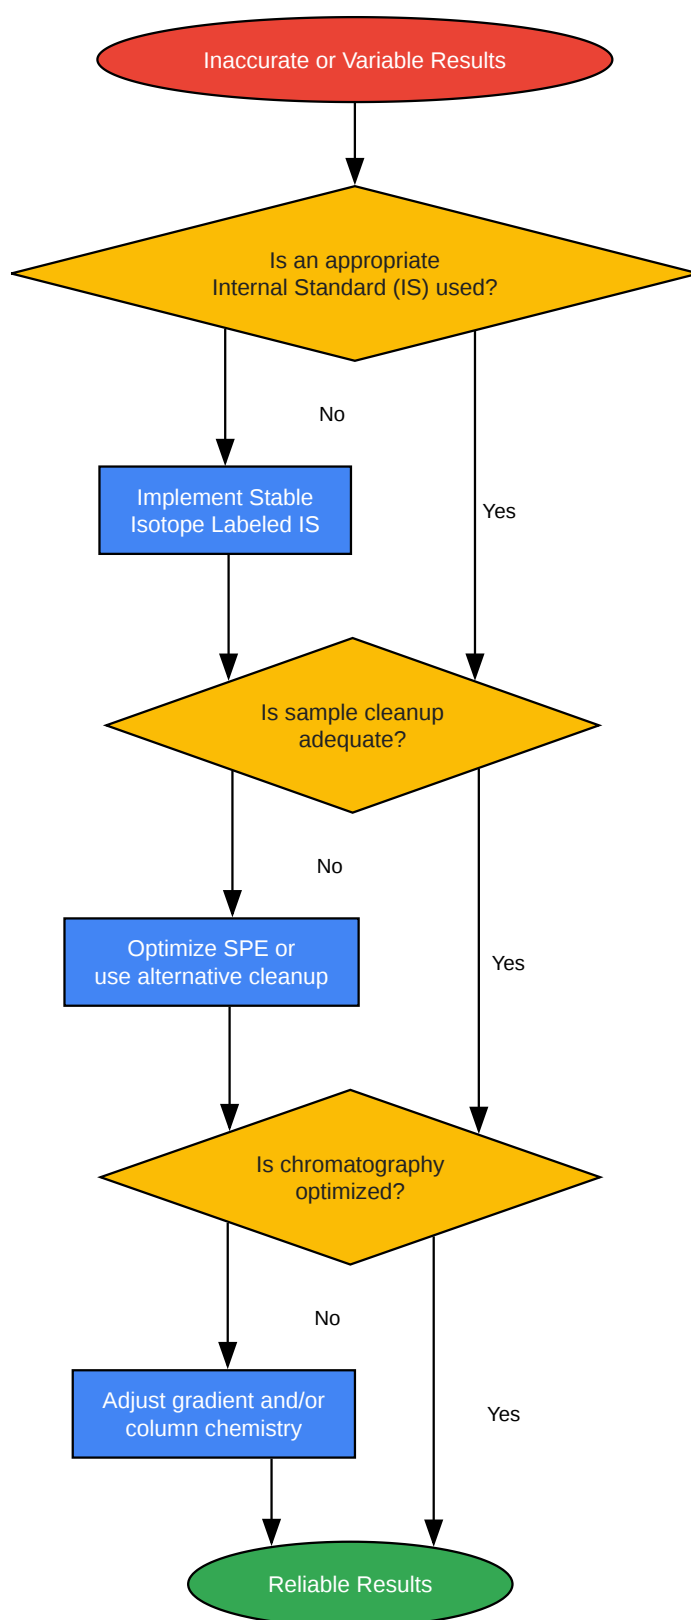 Inaccurate or Variable Results
Is an appropriate
Internal Standard (IS) used?
No
Implement Stable
Isotope Labeled IS
Yes
Is sample cleanup
adequate?
No
Optimize SPE or
use alternative cleanup
Yes
Is chromatography
optimized?
No
Adjust gradient and/or
column chemistry
Yes
Reliable Results